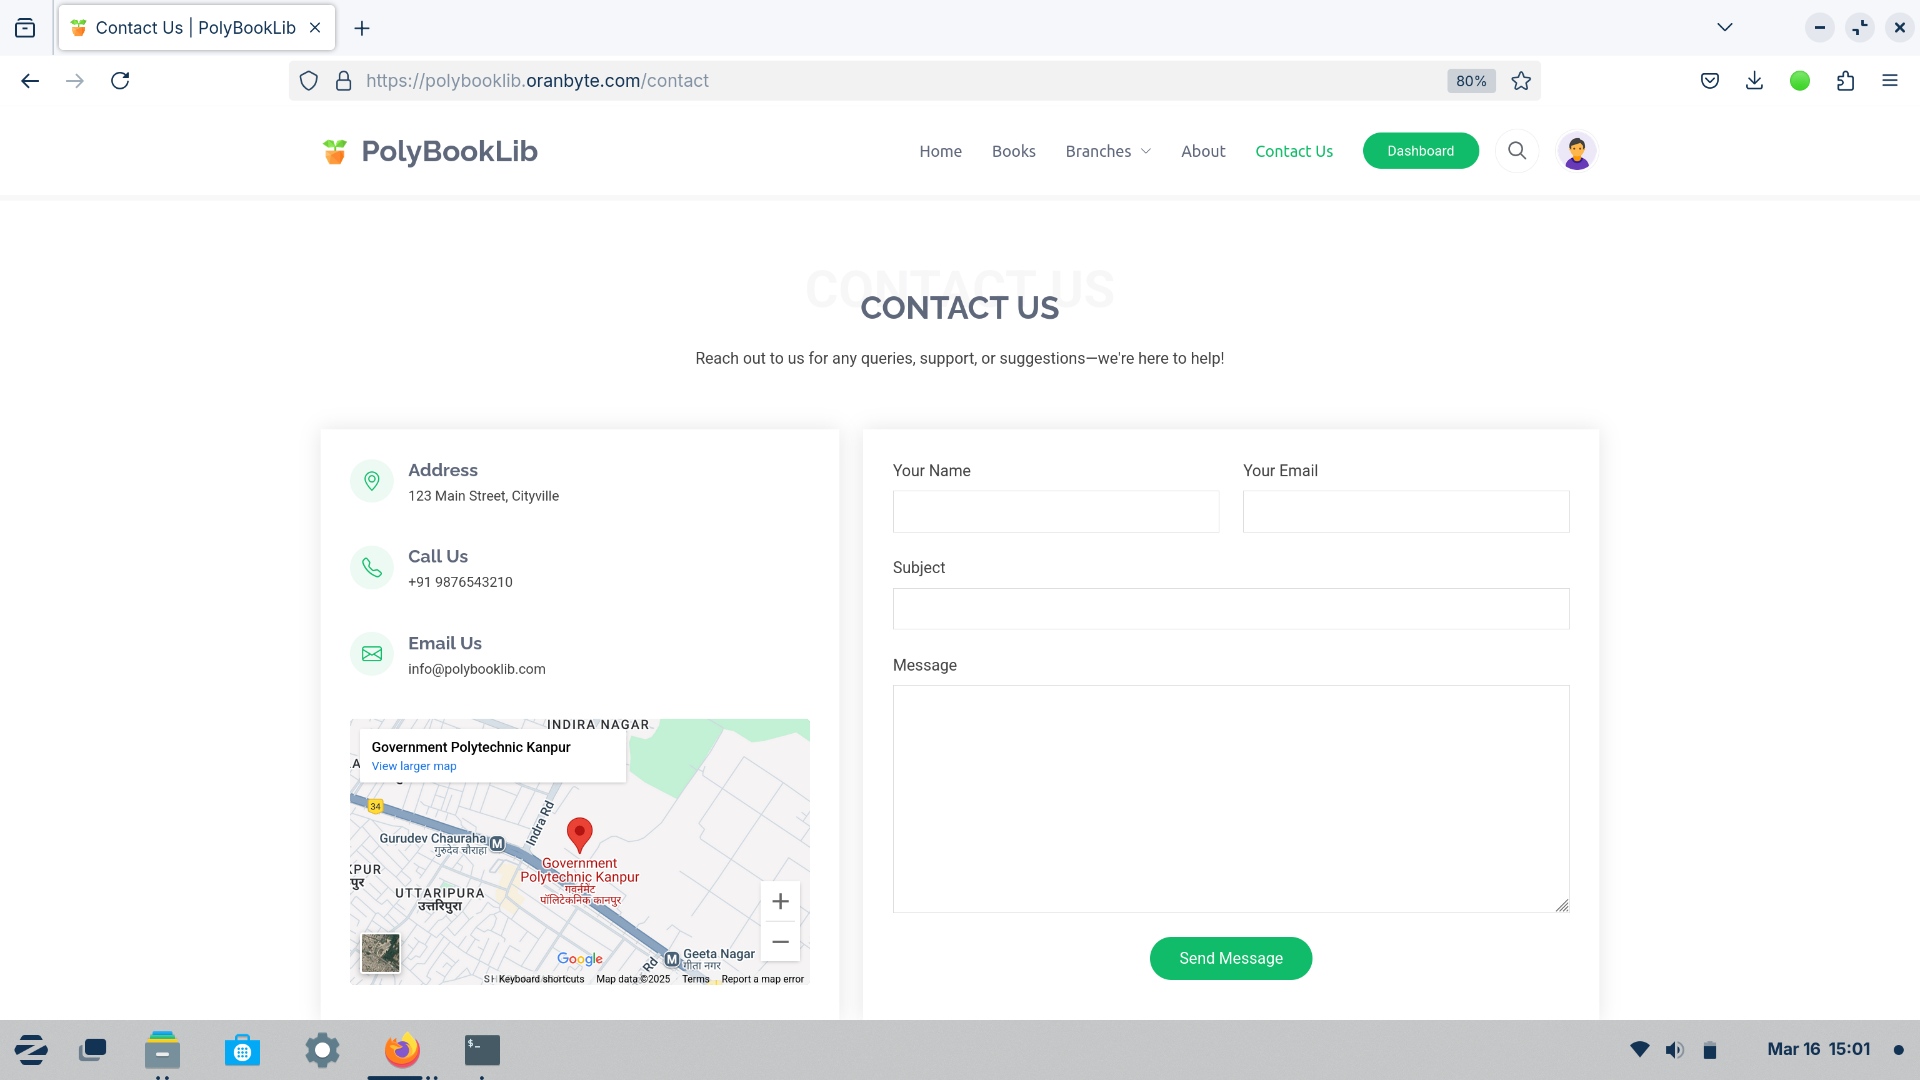 Contact Us | PolyBookLib
https://polybooklib.oranbyte.com/contact
80%
PolyBookLib
Home
Books
Branches
About
Contact Us
Dashboard
CONTACT US
CONTACT US
Reach out to us for any queries, support, or suggestions—we're here to help!
Address
123 Main Street, Cityville
Call Us
+91 9876543210
Email Us
info@polybooklib.com
INDIRA NAGAR
Government Polytechnic Kanpur
View larger map
34
Indra Rd
Gurudev Chauraha
गुरुदेव चौराहा
M
Government
Polytechnic Kanpur
गवर्नमेंट
पॉलिटेकनिक कानपुर
KPUR
पुर
UTTARIPURA
उत्तरिपुरा
Google
Rd
M
Geeta Nagar
गीता नगर
Keyboard shortcuts
Map data ©2025
Terms
Report a map error
Your Name
Your Email
Subject
Message
Send Message
$_
Mar 16 15:01